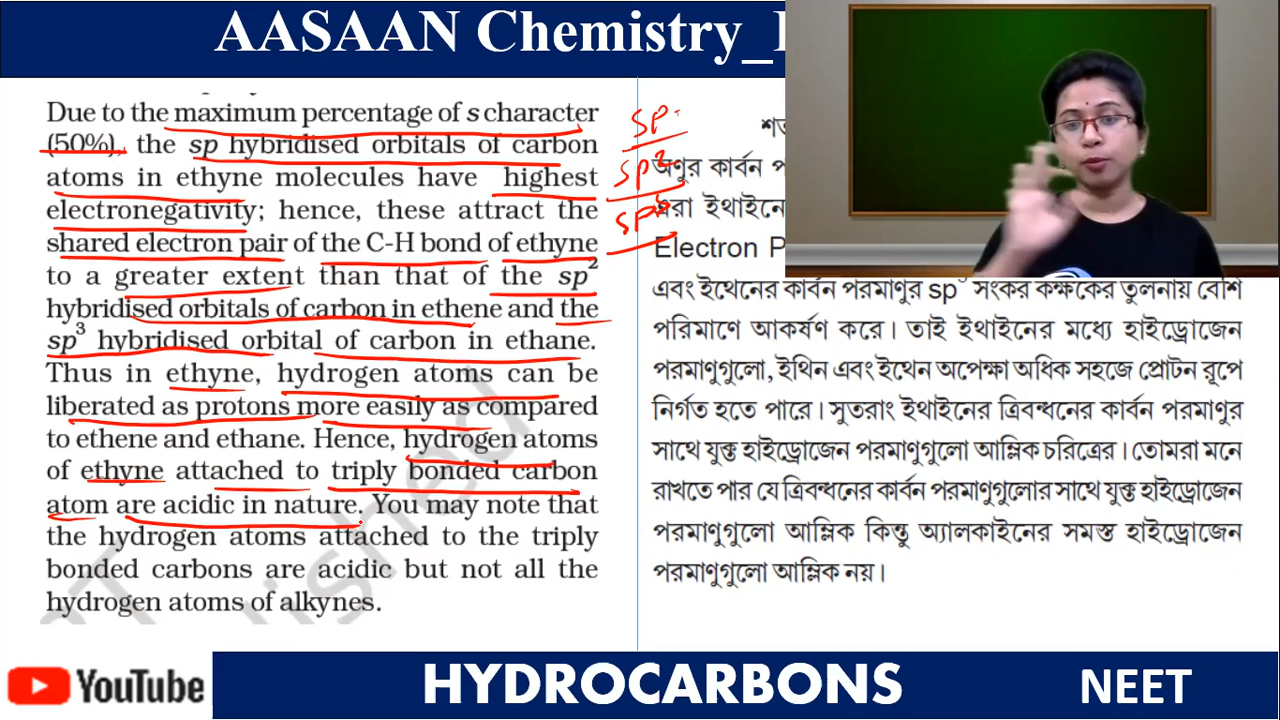 AASAAN Chemistry_
Due to the maximum percentage of s character
(50%), the sp hybridised orbitals of carbon
atoms in ethyne molecules have highest
electronegativity; hence, these attract the
shared electron pair of the C-H bond of ethyne
to a greater extent than that of the sp²
hybridised orbitals of carbon in ethene and the
sp³ hybridised orbital of carbon in ethane.
Thus in ethyne, hydrogen atoms can be
liberated as protons more easily as compared
to ethene and ethane. Hence, hydrogen atoms
of ethyne attached to triply bonded carbon
atom are acidic in nature. You may note that
the hydrogen atoms attached to the triply
bonded carbons are acidic but not all the
hydrogen atoms of alkynes.
sp
sp²
sp³
অণুর কার্বন
এরা ইথাইনে
Electron P
এবং ইথেনের কার্বন পরমাণুর sp³ সংকর কক্ষকের তুলনায় বেশি
পরিমাণে আকর্ষণ করে। তাই ইথাইনের মধ্যে হাইড্রোজেন
পরমাণুগুলো, ইথিন এবং ইথেন অপেক্ষা অধিক সহজে প্রোটন রূপে
নির্গত হতে পারে। সুতরাং ইথাইনের ত্রিবন্ধনের কার্বন পরমাণুর
সাথে যুক্ত হাইড্রোজেন পরমাণুগুলো আম্লিক চরিত্রের। তোমরা মনে
রাখতে পার যে ত্রিবন্ধনের কার্বন পরমাণুগুলোর সাথে যুক্ত হাইড্রোজেন
পরমাণুগুলো আম্লিক কিন্তু অ্যালকাইনের সমস্ত হাইড্রোজেন
পরমাণুগুলো আম্লিক নয়।
YouTube
HYDROCARBONS
NEET